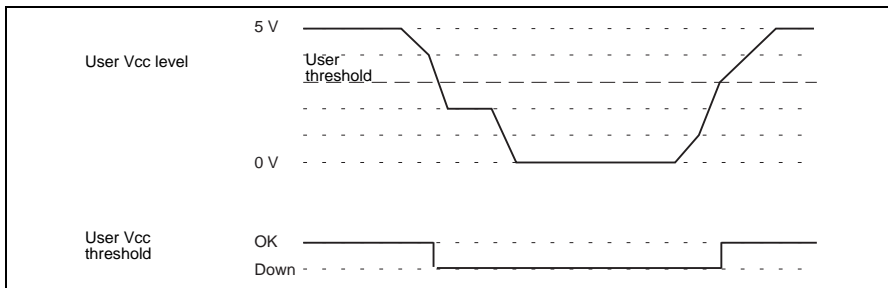 5 V
User Vcc level
User
threshold
0 V
User Vcc
threshold
OK
Down